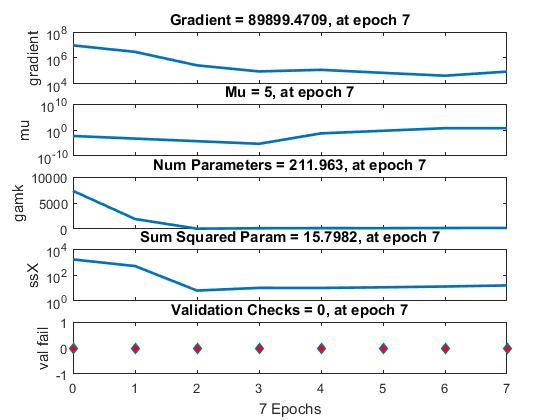 Gradient = 89899.4709, at epoch 7
10^8
10^6
10^4
gradient
Mu = 5, at epoch 7
10^10
10^0
10^-10
mu
Num Parameters = 211.963, at epoch 7
10000
5000
0
gamk
Sum Squared Param = 15.7982, at epoch 7
10^4
10^2
10^0
ssX
Validation Checks = 0, at epoch 7
1
0
-1
val fail
0 1 2 3 4 5 6 7
7 Epochs